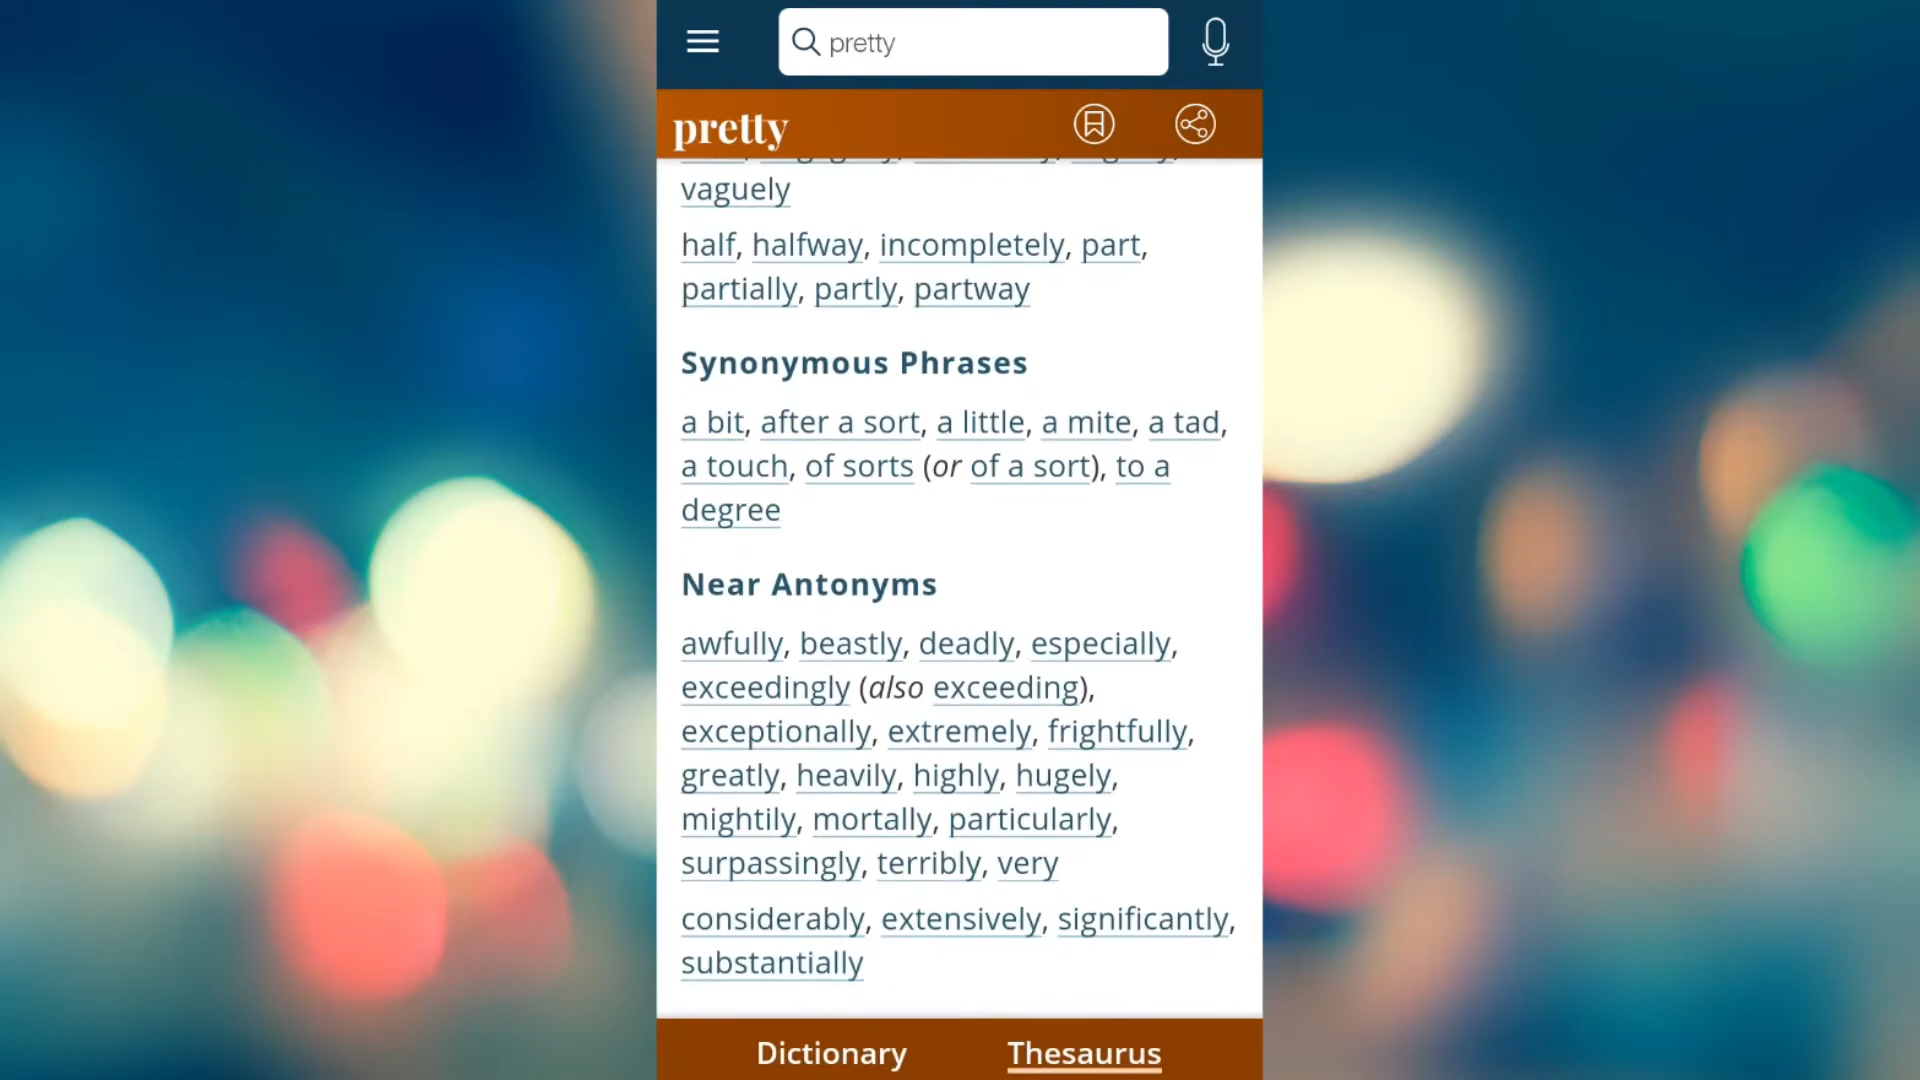 pretty
pretty
vaguely
half, halfway, incompletely, part,
partially, partly, partway
Synonymous Phrases
a bit, after a sort, a little, a mite, a tad,
a touch, of sorts (or of a sort), to a
degree
Near Antonyms
awfully, beastly, deadly, especially,
exceedingly (also exceeding),
exceptionally, extremely, frightfully,
greatly, heavily, highly, hugely,
mightily, mortally, particularly,
surpassingly, terribly, very
considerably, extensively, significantly,
substantially
Dictionary Thesaurus